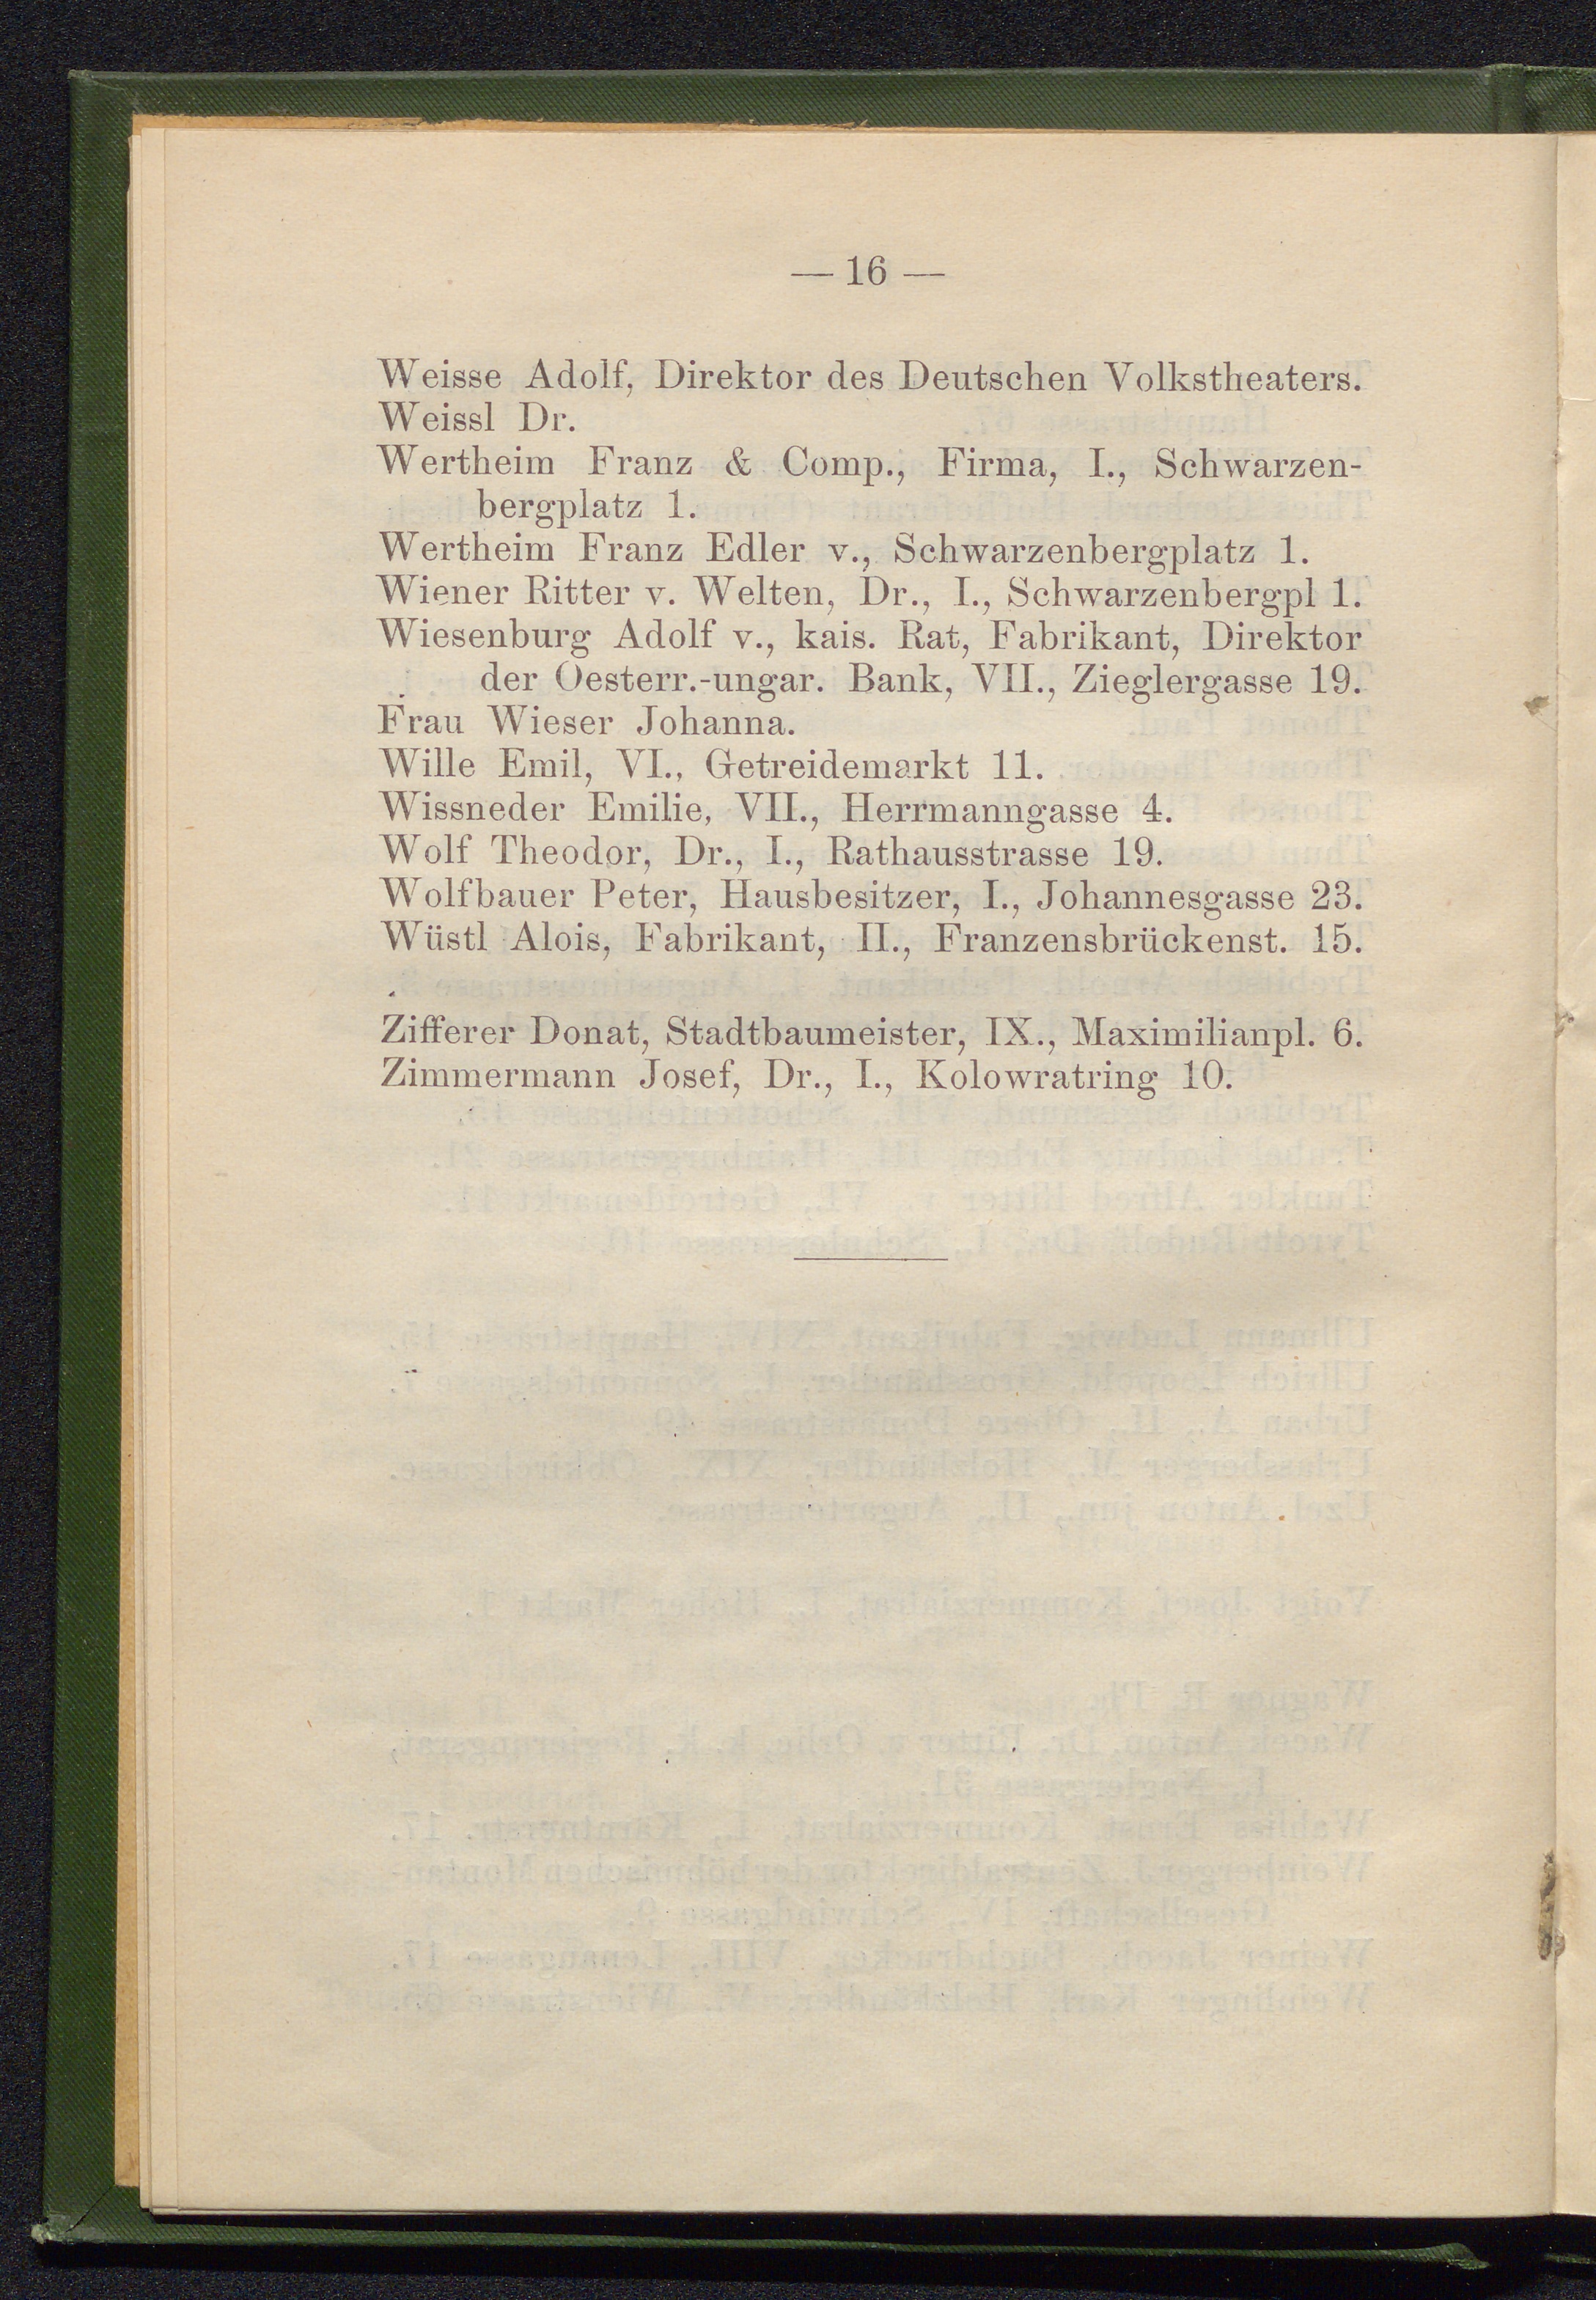 — 16 —
Weisse Adolf, Direktor des Deutschen Volkstheaters.
Weissl Dr.
Wertheim Franz & Comp., Firma, I., Schwarzen-
bergplatz 1.
Wertheim Franz Edler v., Schwarzenbergplatz 1.
Wiener Ritter v. Welten, Dr., I., Schwarzenbergpl 1.
Wiesenburg Adolf v., kais. Rat, Fabrikant, Direktor
der Oesterr.-ungar. Bank, VII., Zieglergasse 19.
Frau Wieser Johanna.
Wille Emil, VI., Getreidemarkt 11.
Wissneder Emilie, VII., Herrmanngasse 4.
Wolf Theodor, Dr., I., Rathausstrasse 19.
Wolfbauer Peter, Hausbesitzer, I., Johannesgasse 23.
Wüstl Alois, Fabrikant, II., Franzensbrückenst. 15.
Zifferer Donat, Stadtbaumeister, IX., Maximilianpl. 6.
Zimmermann Josef, Dr., I., Kolowratring 10.